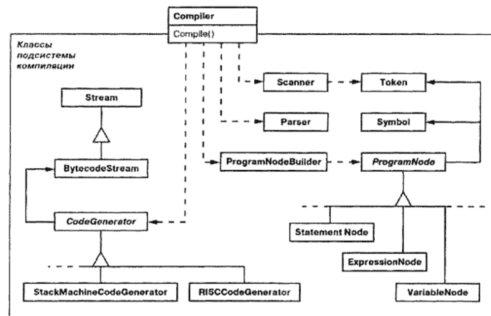 Compiler
Compile()
Классы
подсистемы
компиляции
Scanner
Token
Stream
Parser
Symbol
BytecodeStream
ProgramNodeBuilder
ProgramNode
CodeGenerator
Statement Node
ExpressionNode
StackMachineCodeGenerator
RISCCodeGenerator
VariableNode